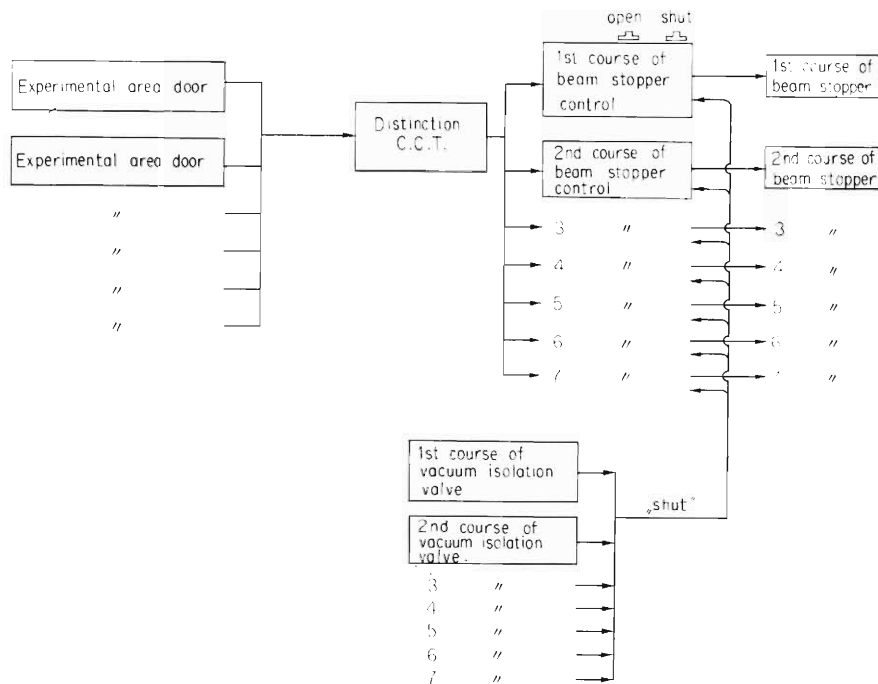 open shut
Experimental area door
Experimental area door
〃
〃
〃
〃
Distinction
C.C.T.
1st course of
beam stopper
control
2nd course of
beam stopper
control
3 〃
4 〃
5 〃
6 〃
7 〃
1st course of
beam stopper
2nd course of
beam stopper
3 〃
4 〃
5 〃
6 〃
7 〃
1st course of
vacuum isolation
valve
2nd course of
vacuum isolation
valve.
3 〃
4 〃
5 〃
6 〃
7 〃
„shut"